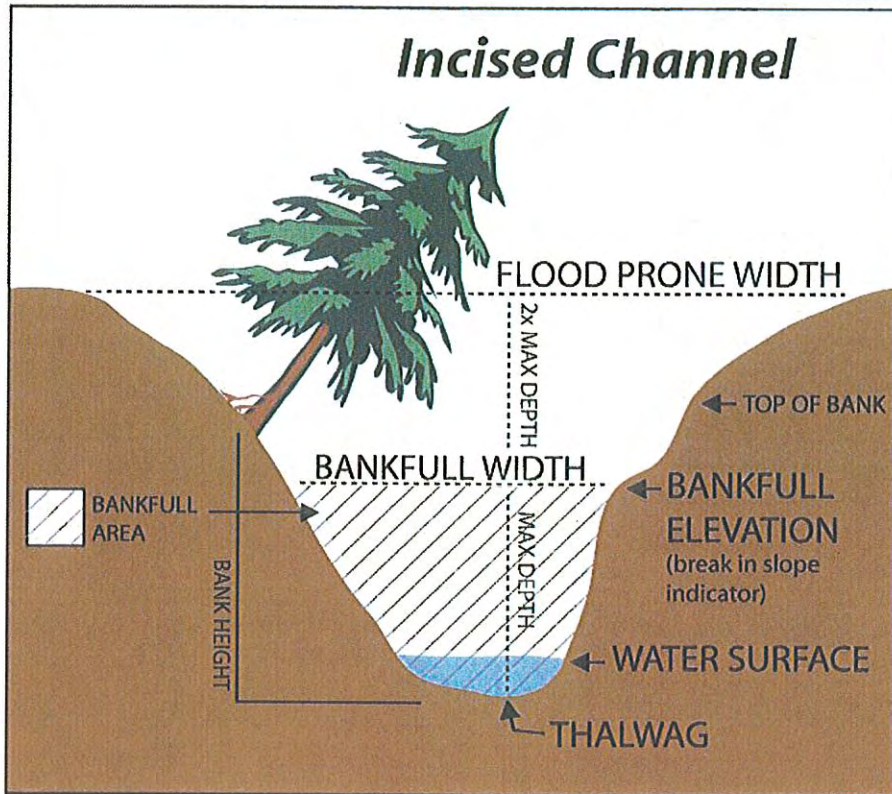 Incised Channel
FLOOD PRONE WIDTH
2x MAX DEPTH
TOP OF BANK
BANKFULL WIDTH
BANKFULL
ELEVATION
(break in slope
indicator)
BANKFULL
AREA
MAX DEPTH
BANK HEIGHT
WATER SURFACE
THALWAG